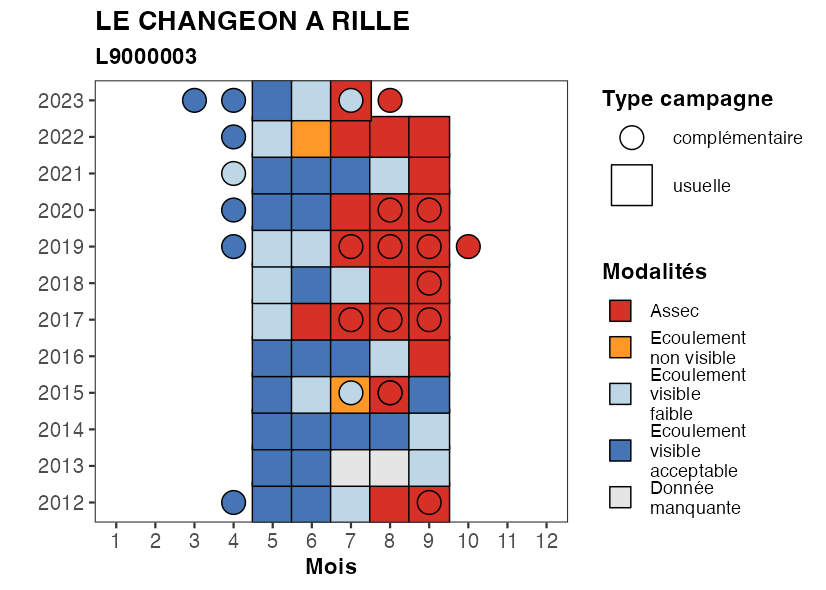 LE CHANGEON A RILLE
L9000003
2023
2022
2021
2020
2019
2018
2017
2016
2015
2014
2013
2012
1 2 3 4 5 6 7 8 9 10 11 12
Mois
Type campagne
complémentaire
usuelle
Modalités
Assec
Ecoulement
non visible
Ecoulement
visible
faible
Ecoulement
visible
acceptable
Donnée
manquante